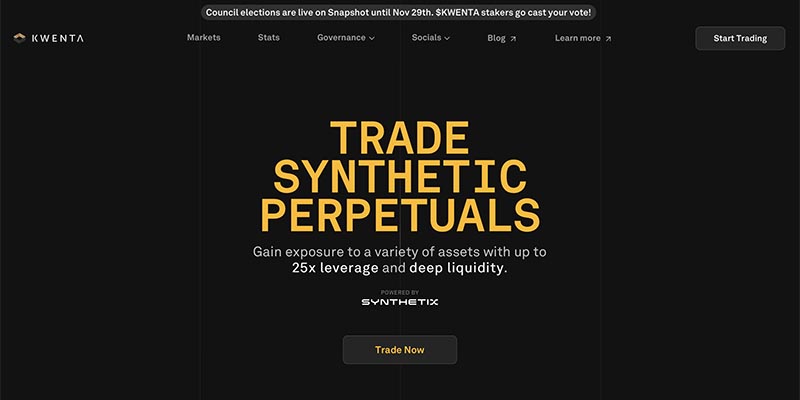 Council elections are live on Snapshot until Nov 29th. $KWENTA stakers go cast your vote!
KWENTA Markets Stats Governance Socials Blog Learn more Start Trading
TRADE
SYNTHETIC
PERPETUALS
Gain exposure to a variety of assets with up to
25x leverage and deep liquidity.
POWERED BY
SYNTHETIX
Trade Now